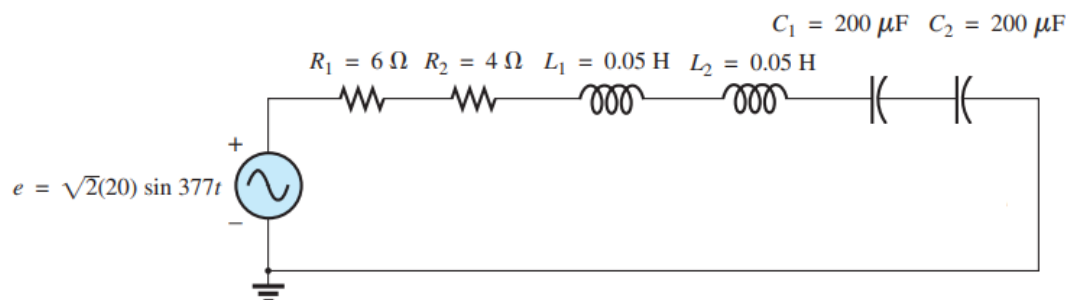 C₁ = 200 μF C₂ = 200 μF
R₁ = 6 Ω R₂ = 4 Ω L₁ = 0.05 H L₂ = 0.05 H
+
e = √2(20) sin 377t
−